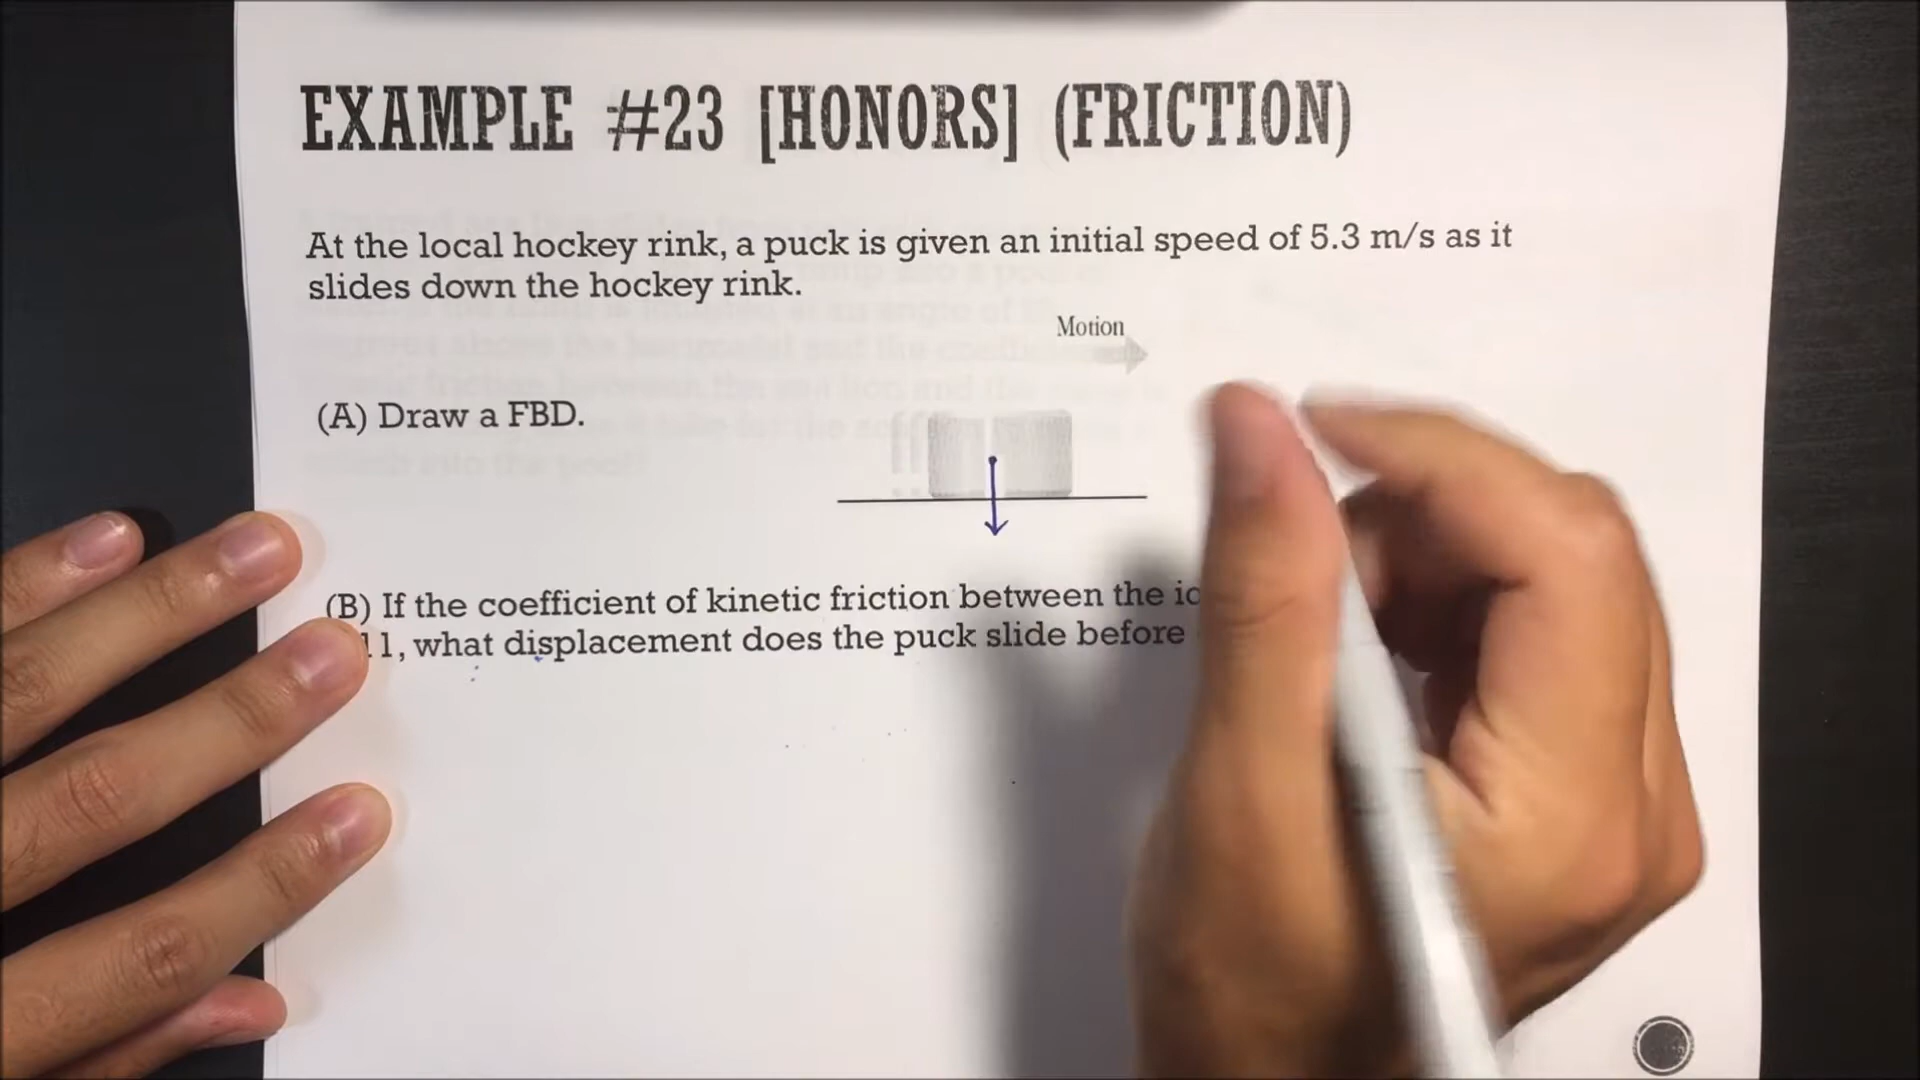 EXAMPLE #23 [HONORS] (FRICTION)
At the local hockey rink, a puck is given an initial speed of 5.3 m/s as it
slides down the hockey rink.
Motion
(A) Draw a FBD.
(B) If the coefficient of kinetic friction between the
11, what displacement does the puck slide before